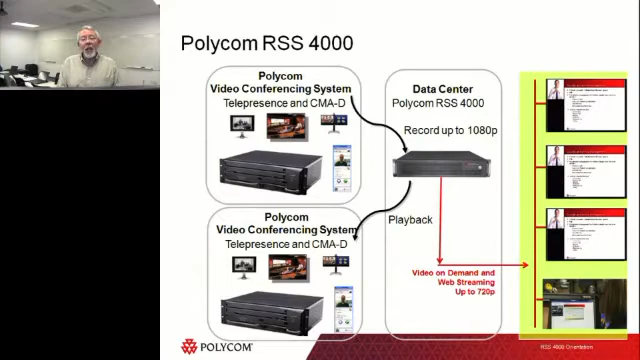 Polycom RSS 4000
Polycom
Video Conferencing System
Telepresence and CMA-D
Data Center
Polycom RSS 4000
Record up to 1080p
Polycom
Video Conferencing System
Telepresence and CMA-D
Playback
Video on Demand and
Web Streaming
Up to 720p
POLYCOM
RSS 4000 Orientation